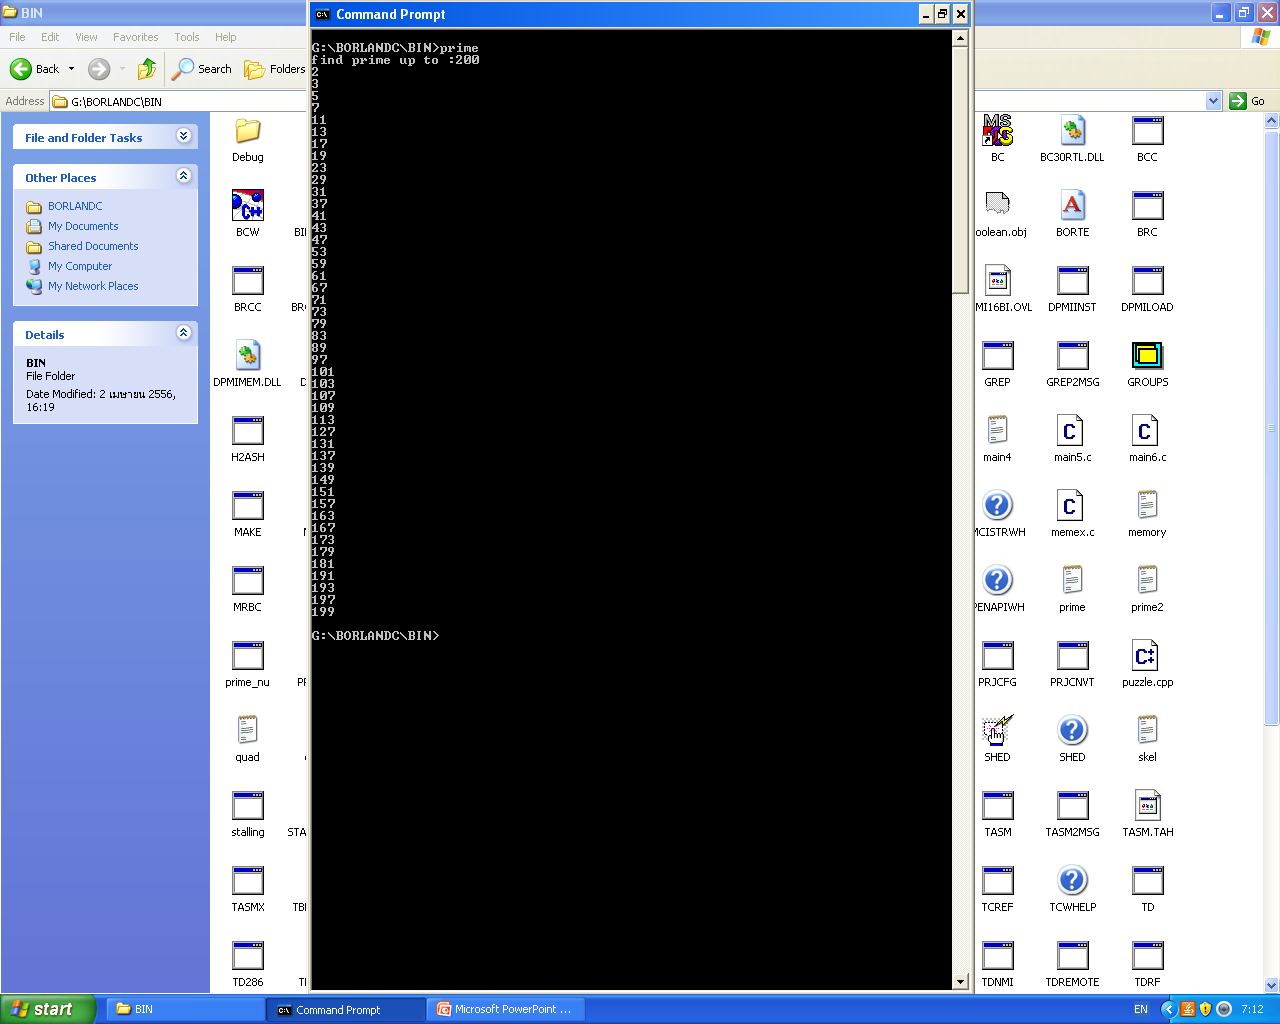 BIN
File Edit View Favorites Tools Help
Back Search Folders
Address G:\BORLANDC\BIN Go
File and Folder Tasks
Other Places
BORLANDC
My Documents
Shared Documents
My Computer
My Network Places
Details
BIN
File Folder
Date Modified: 2 เมษายน 2556,
16:19
Debug
BCW
BRCC
DPMIMEM.DLL
H2ASH
MAKE
MRBC
prime_nu
quad
stalling
TASMX
TD286
Command Prompt
G:\BORLANDC\BIN>prime
find prime up to :200
2
3
5
7
11
13
17
19
23
29
31
37
41
43
47
53
59
61
67
71
73
79
83
89
97
101
103
107
109
113
127
131
137
139
149
151
157
163
167
173
179
181
191
193
197
199
G:\BORLANDC\BIN>
BC BC30RTL.DLL BCC
oolean.obj BORTE BRC
MI16BI.OVL DPMIINST DPMILOAD
GREP GREP2MSG GROUPS
main4 main5.c main6.c
MCISTRWH memex.c memory
PENAPIWH prime prime2
PRJCFG PRJCNVT puzzle.cpp
SHED SHED skel
TASM TASM2MSG TASM.TAH
TCREF TCWHELP TD
TDNMI TDREMOTE TDRF
start BIN Command Prompt Microsoft PowerPoint ... EN 7:12